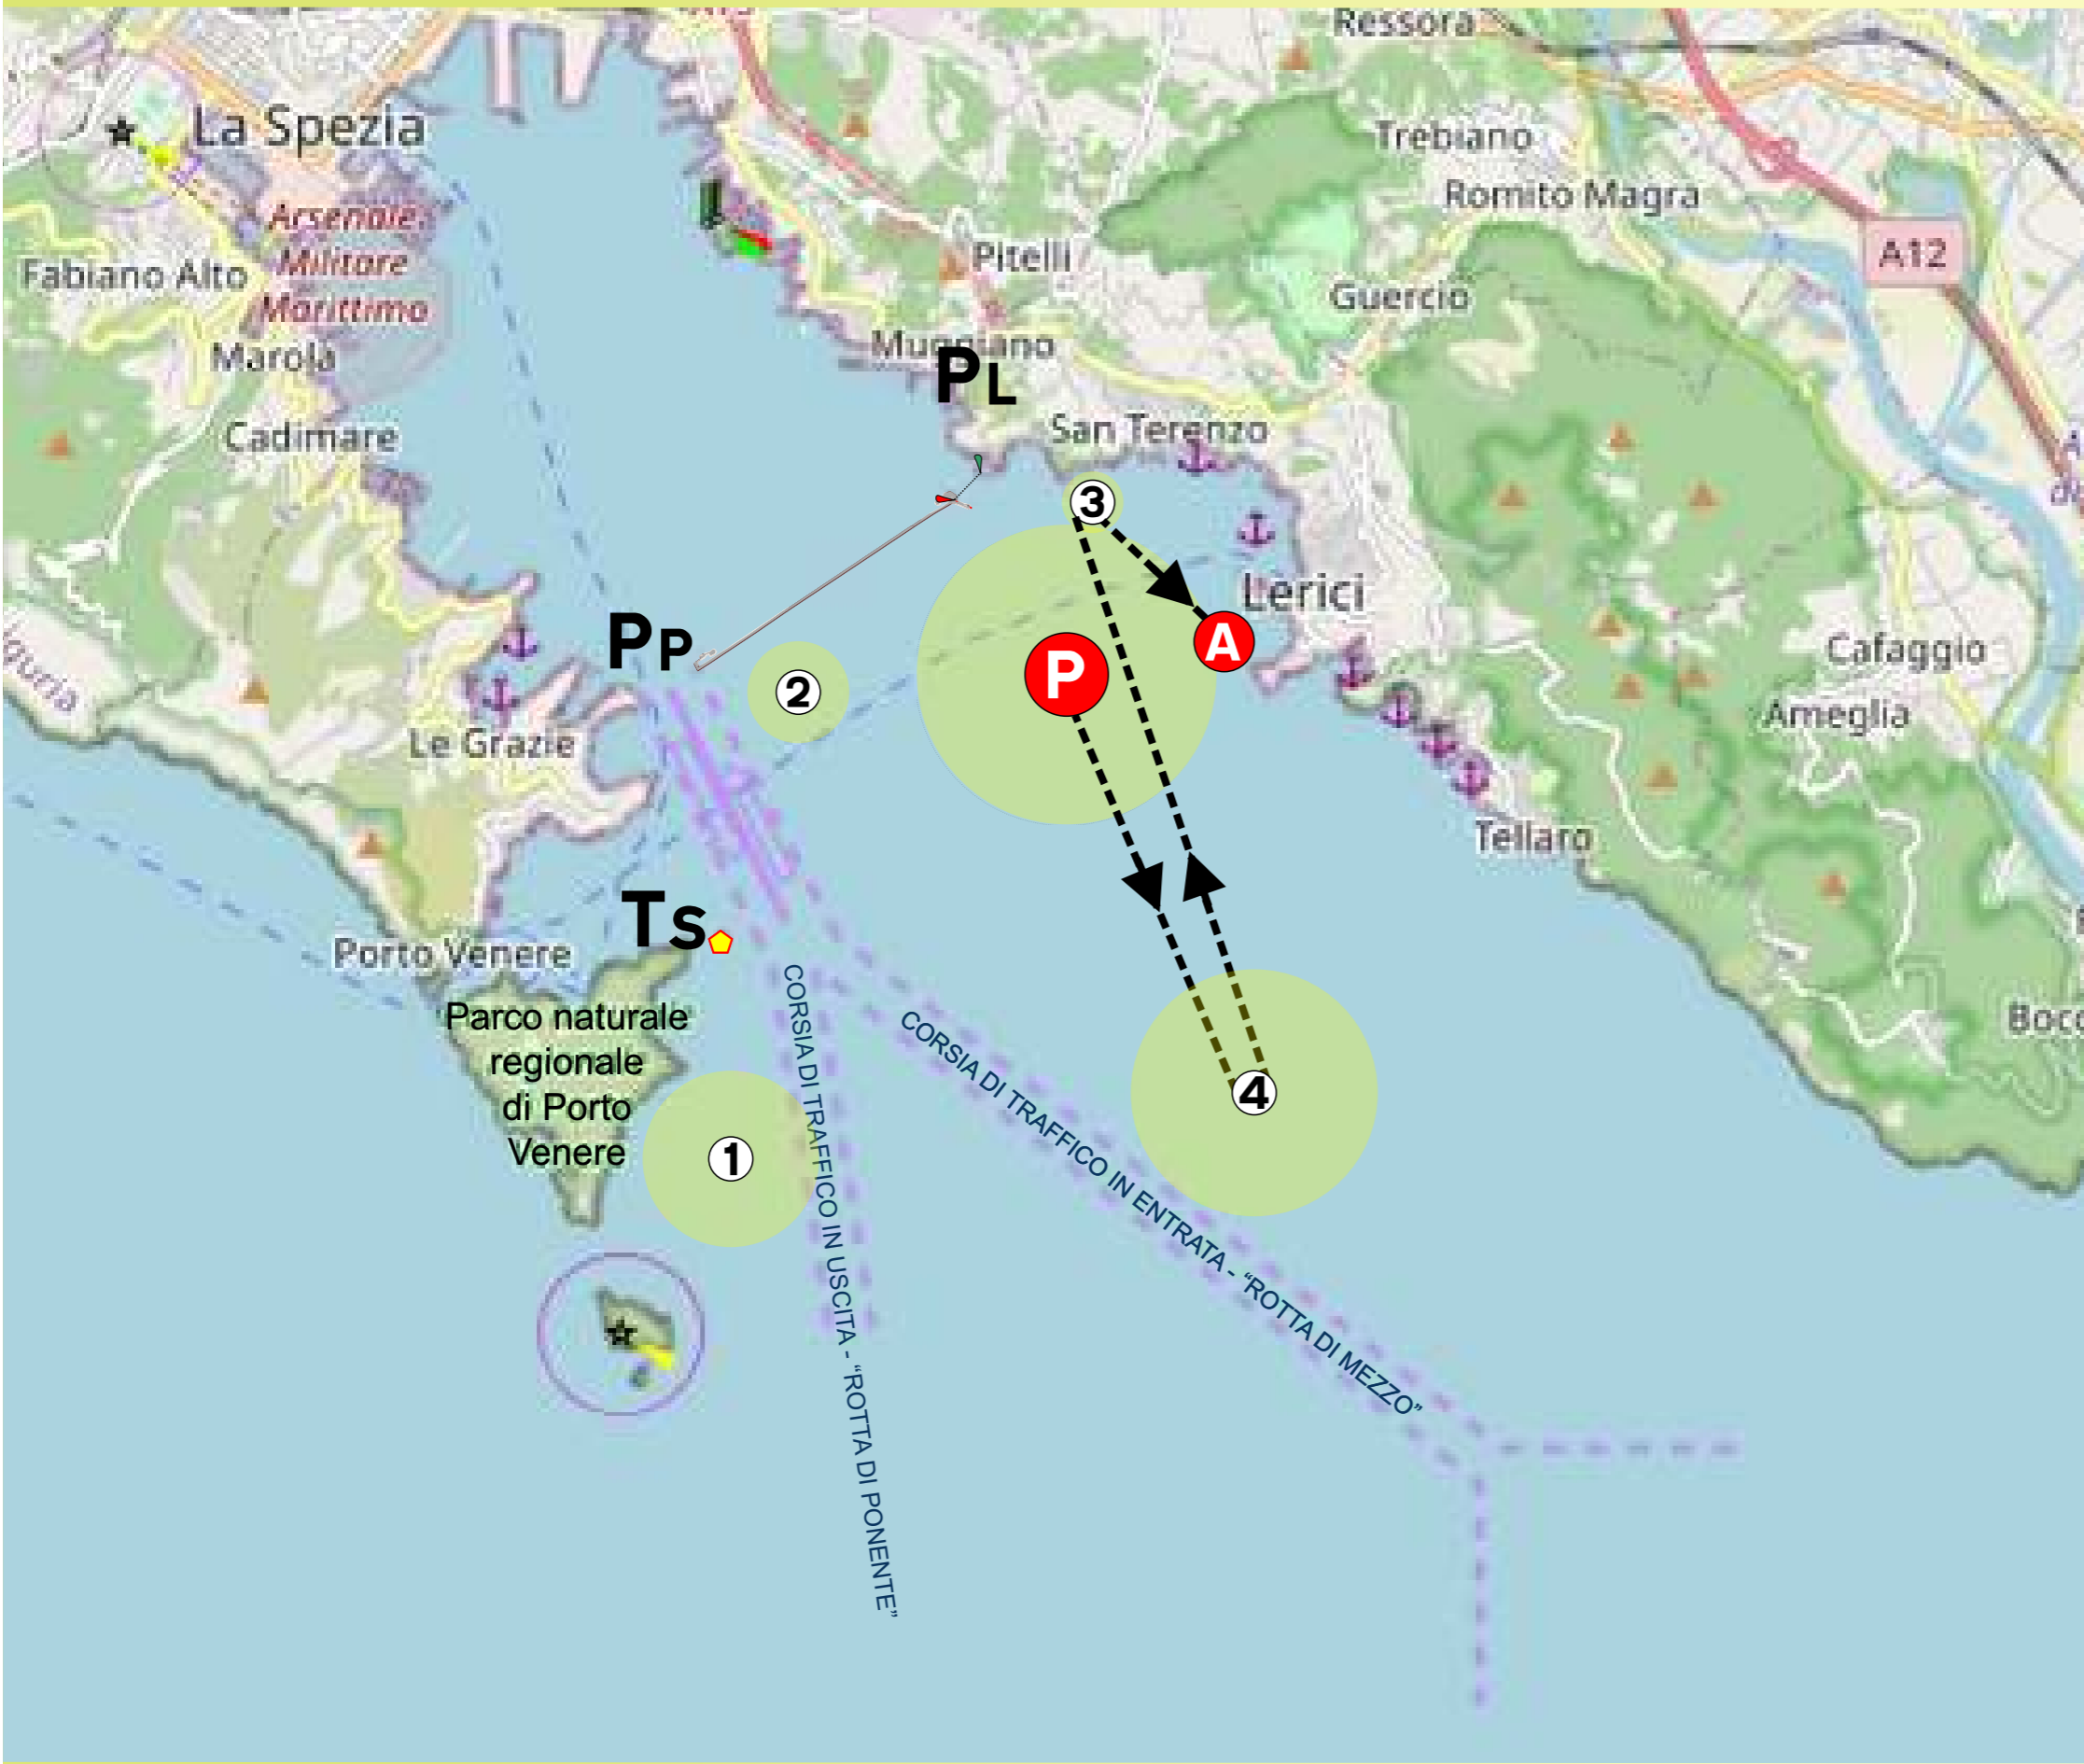 Ressora
La Spezia
Trebiano
Romito Magra
Arsenale
Militare
Marittimo
Fabiano Alto
Pitelli
A12
Guercio
Marola
Muggiano
PL
San Terenzo
Cadimare
3
Lerici
PP
A
P
2
Cafaggio
Ameglia
Le Grazie
Tellaro
Ts
Porto Venere
Parco naturale
regionale
di Porto
Venere
Bocc
4
1
CORSIA DI TRAFFICO IN USCITA - “ROTTA DI PONENTE”
CORSIA DI TRAFFICO IN ENTRATA - “ROTTA DI MEZZO”